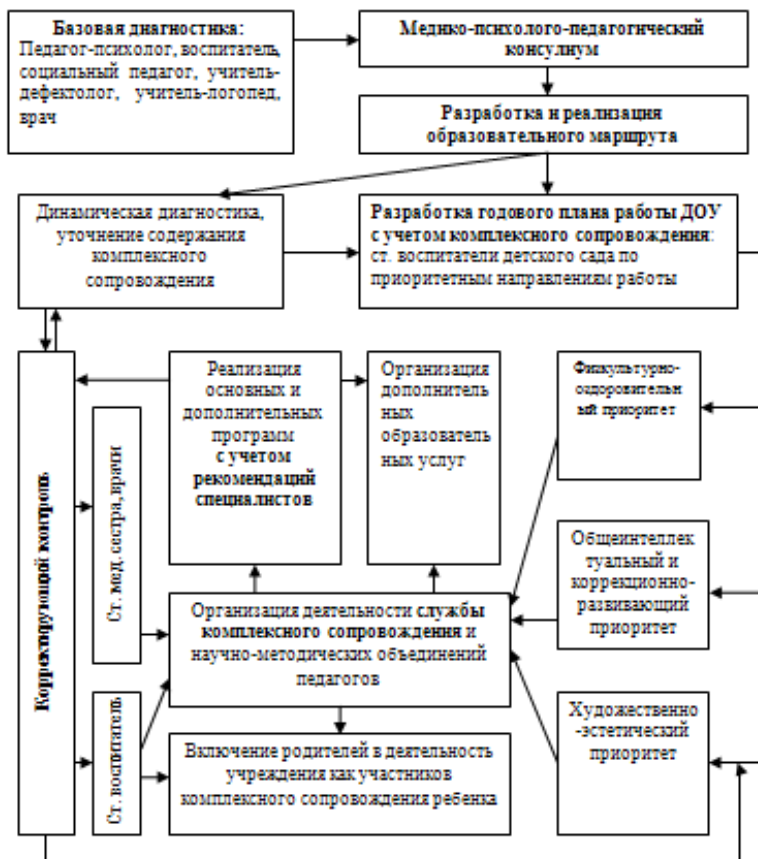 Базовая диагностика:
Педагог-психолог, воспитатель,
социальный педагог, учитель-
дефектолог, учитель-логопед,
врач
Медико-психолого-педагогический
консилиум
Разработка и реализация
образовательного маршрута
Динамическая диагностика,
уточнение содержания
комплексного
сопровождения
Разработка годового плана работы ДОУ
с учетом комплексного сопровождения:
ст. воспитатели детского сада по
приоритетным направлениям работы
Корректирующий контроль
Ст. мед. сестра, врачи
Ст. воспитатель
Реализация
основных и
дополнительных
программ
с учетом
рекомендаций
специалистов
Организация
дополнитель
ных
образователь
ных услуг
Физкультурно-
оздоровительн
ый приоритет
Общеинтеллек
туальный и
коррекционно-
развивающий
приоритет
Организация деятельности службы
комплексного сопровождения и
научно-методических объединений
педагогов
Художественно
-эстетический
приоритет
Включение родителей в деятельность
учреждения как участников
комплексного сопровождения ребенка